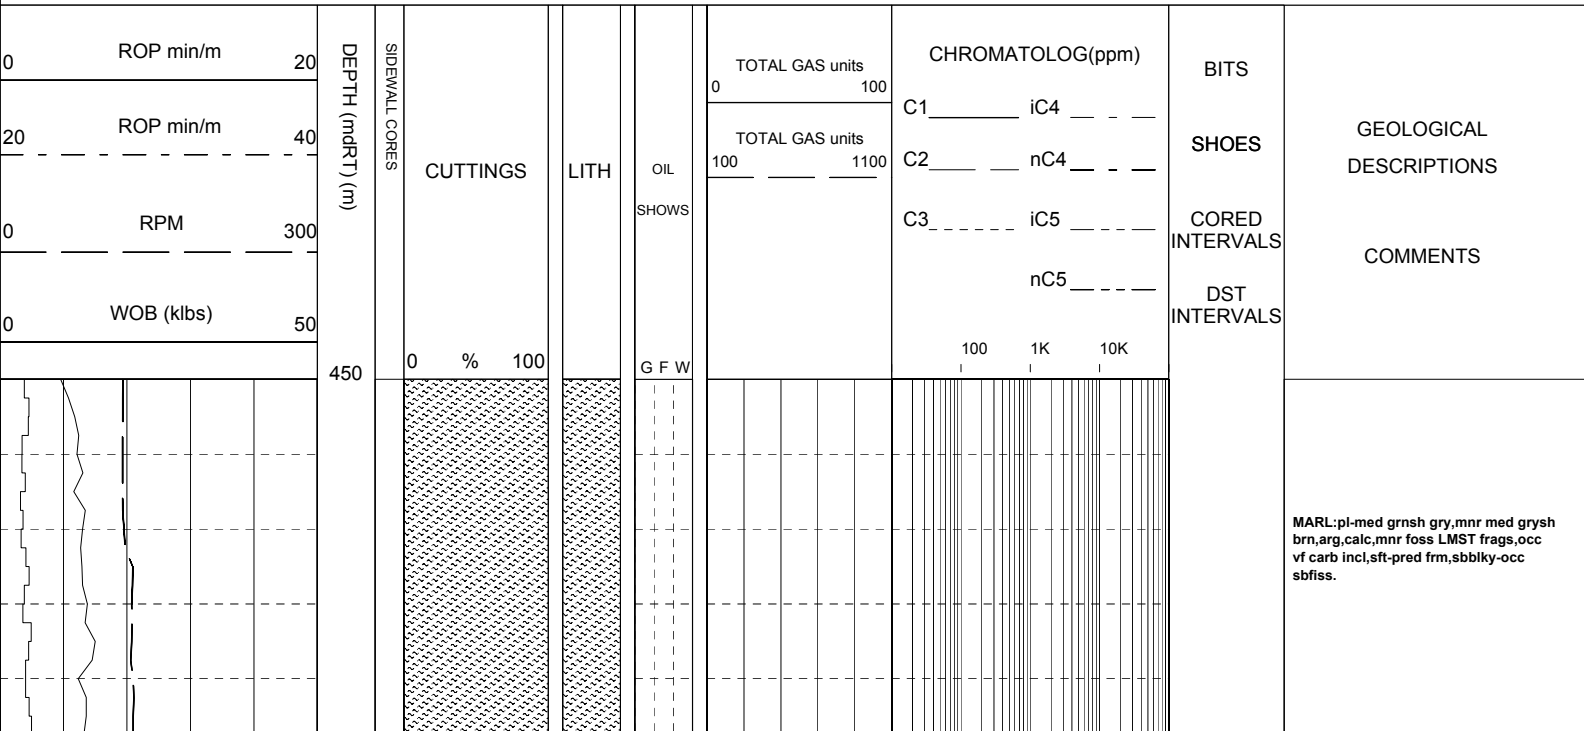 ROP min/m
0 20
ROP min/m
20 40
RPM
0 300
WOB (klbs)
0 50
DEPTH (mdRT) (m)
450
SIDEWALL CORES
CUTTINGS
0 % 100
LITH
OIL
SHOWS
G F W
TOTAL GAS units
0 100
TOTAL GAS units
100 1100
CHROMATOLOG(ppm)
C1 iC4
C2 nC4
C3 iC5
nC5
100 1K 10K
BITS
SHOES
CORED
INTERVALS
DST
INTERVALS
GEOLOGICAL
DESCRIPTIONS
COMMENTS
MARL:pl-med grnsh gry,mnr med grysh
brn,arg,calc,mnr foss LMST frags,occ
vf carb incl,sft-pred frm,sbblky-occ
sbfiss.